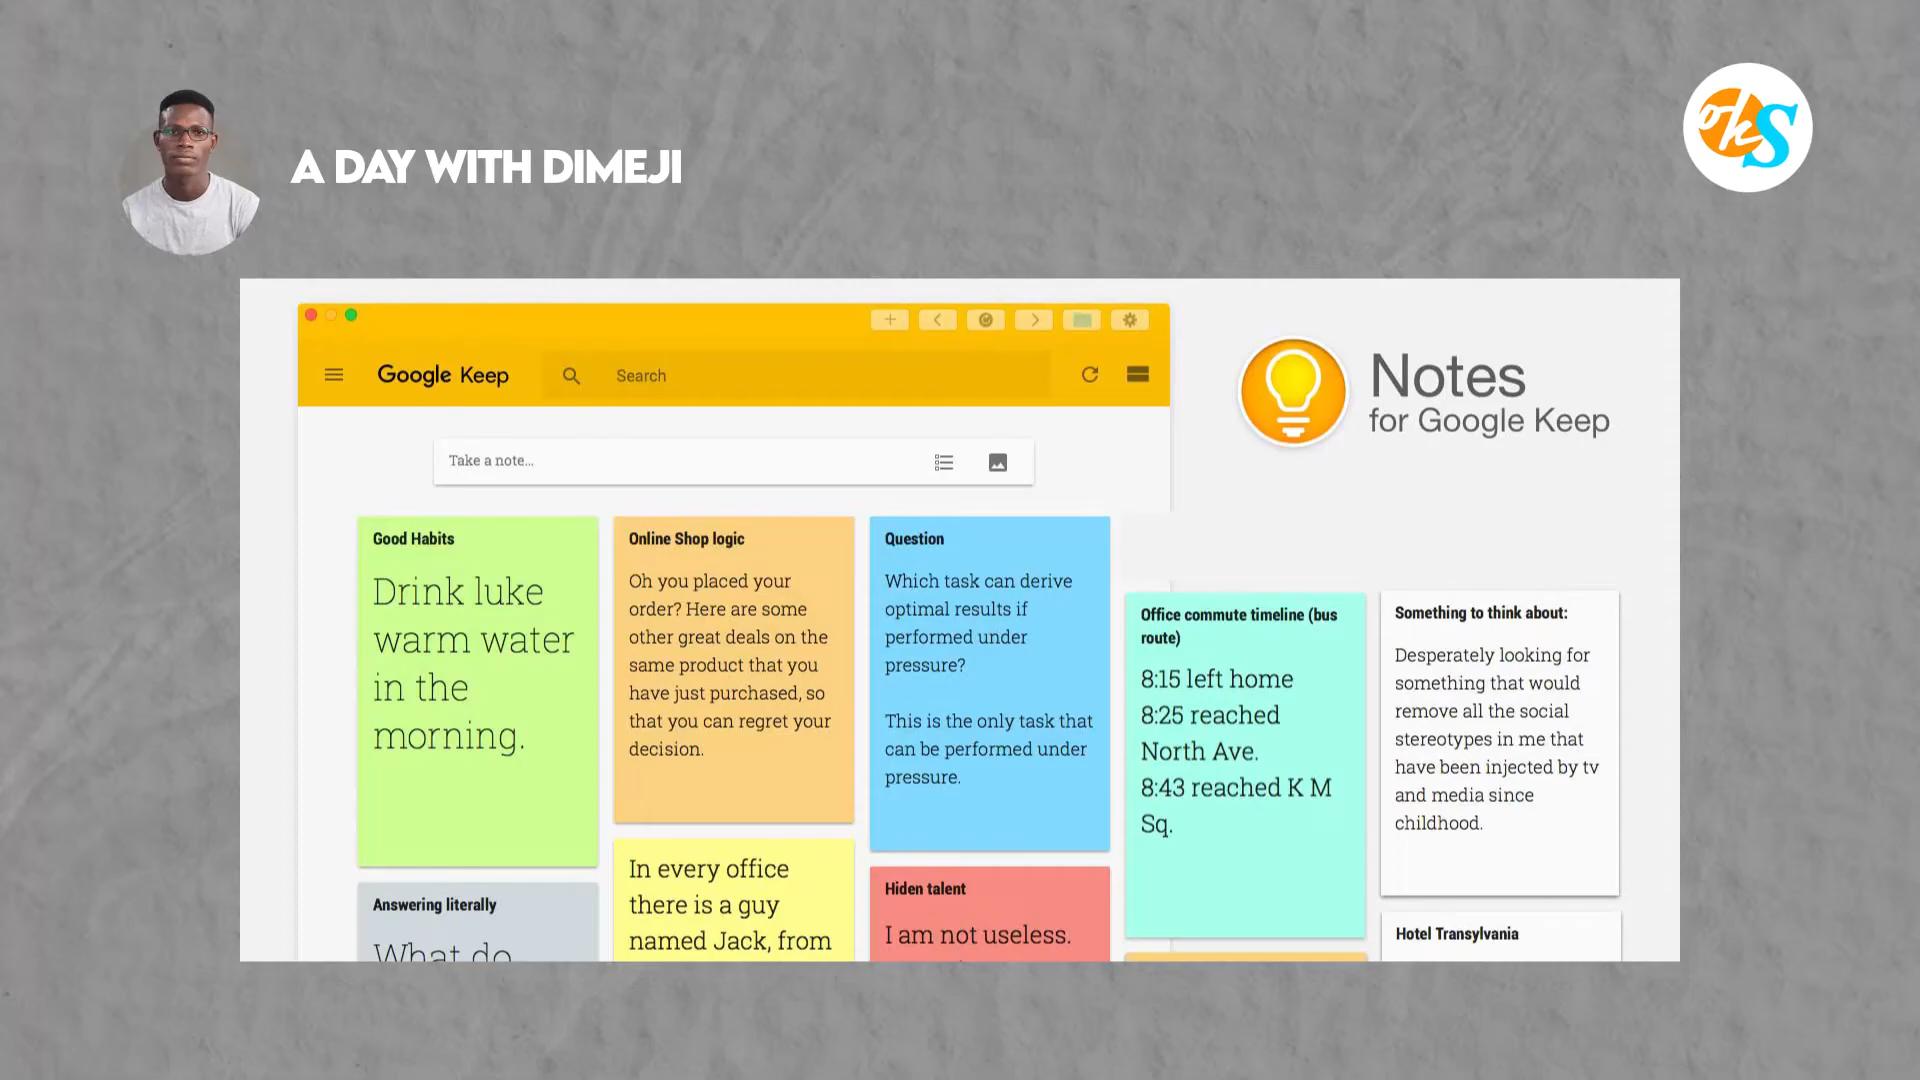 A DAY WITH DIMEJI
okS
Google Keep
Search
Notes
for Google Keep
Take a note...
Good Habits
Drink luke
warm water
in the
morning.
Online Shop logic
Oh you placed your
order? Here are some
other great deals on the
same product that you
have just purchased, so
that you can regret your
decision.
Question
Which task can derive
optimal results if
performed under
pressure?
This is the only task that
can be performed under
pressure.
Office commute timeline (bus
route)
8:15 left home
8:25 reached
North Ave.
8:43 reached K M
Sq.
Something to think about:
Desperately looking for
something that would
remove all the social
stereotypes in me that
have been injected by tv
and media since
childhood.
Answering literally
What do
In every office
there is a guy
named Jack, from
Hiden talent
I am not useless.
Hotel Transylvania